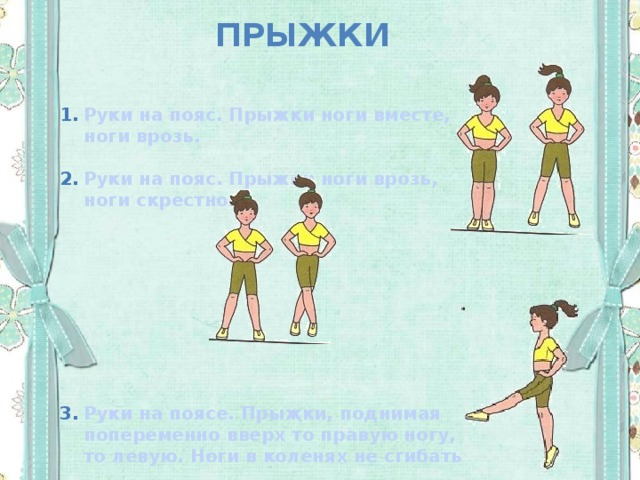 ПРЫЖКИ
1. Руки на пояс. Прыжки ноги вместе,
ноги врозь.
2. Руки на пояс. Прыжки ноги врозь,
ноги скрестно.
3. Руки на поясе. Прыжки, поднимая
попеременно вверх то правую ногу,
то левую. Ноги в коленях не сгибать